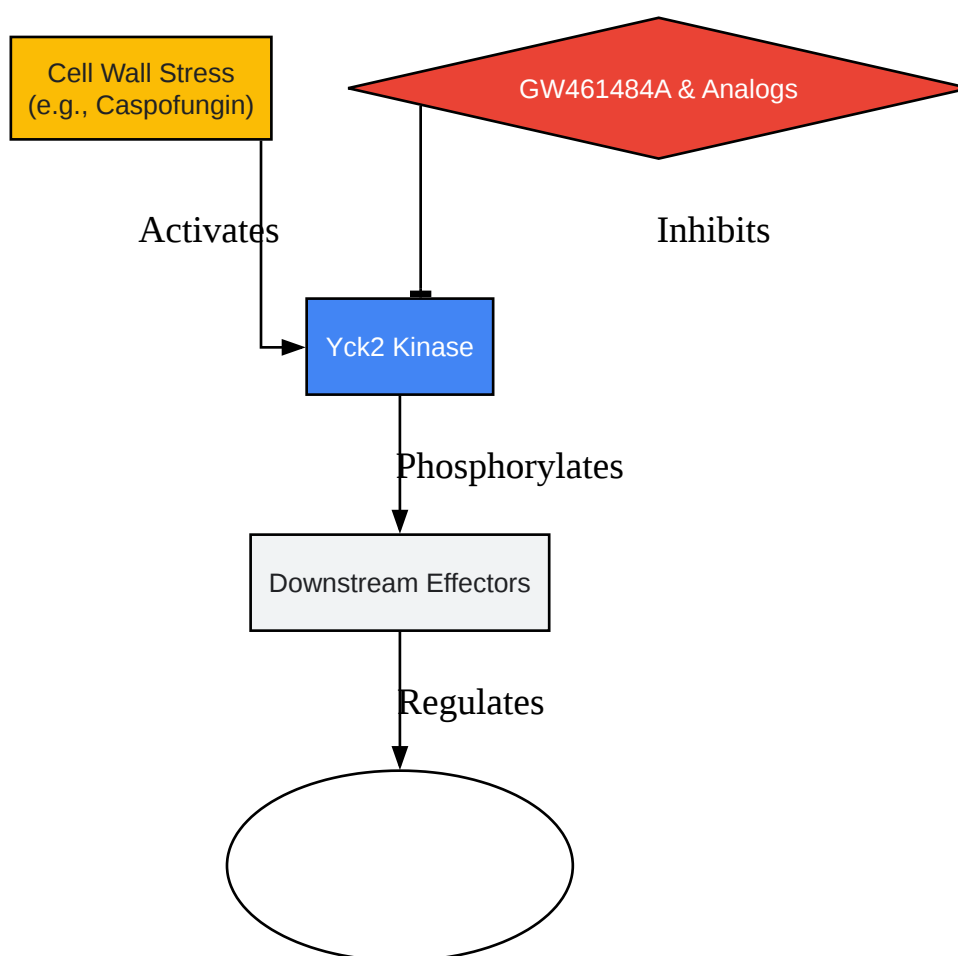 Cell Wall Stress
(e.g., Caspofungin)
GW461484A & Analogs
Activates
Inhibits
Yck2 Kinase
Phosphorylates
Downstream Effectors
Regulates